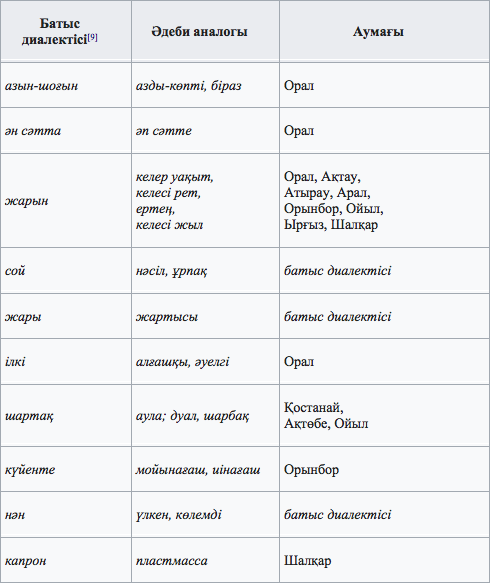 Батыс диалектісі[9] Әдеби аналогы Аумағы
азын-шоғын азды-көпті, біраз Орал
ән сәтта әп сәтте Орал
жарын келер уақыт, келесі рет, ертең, келесі жыл Орал, Ақтау, Атырау, Арал, Орынбор, Ойыл, Ырғыз, Шалқар
сой нәсіл, ұрпақ батыс диалектісі
жары жартысы батыс диалектісі
ілкі алғашқы, әуелгі Орал
шартақ аула; дуал, шарбақ Қостанай, Ақтөбе, Ойыл
күйенте мойынағаш, иінағаш Орынбор
нән үлкен, көлемді батыс диалектісі
капрон пластмасса Шалқар